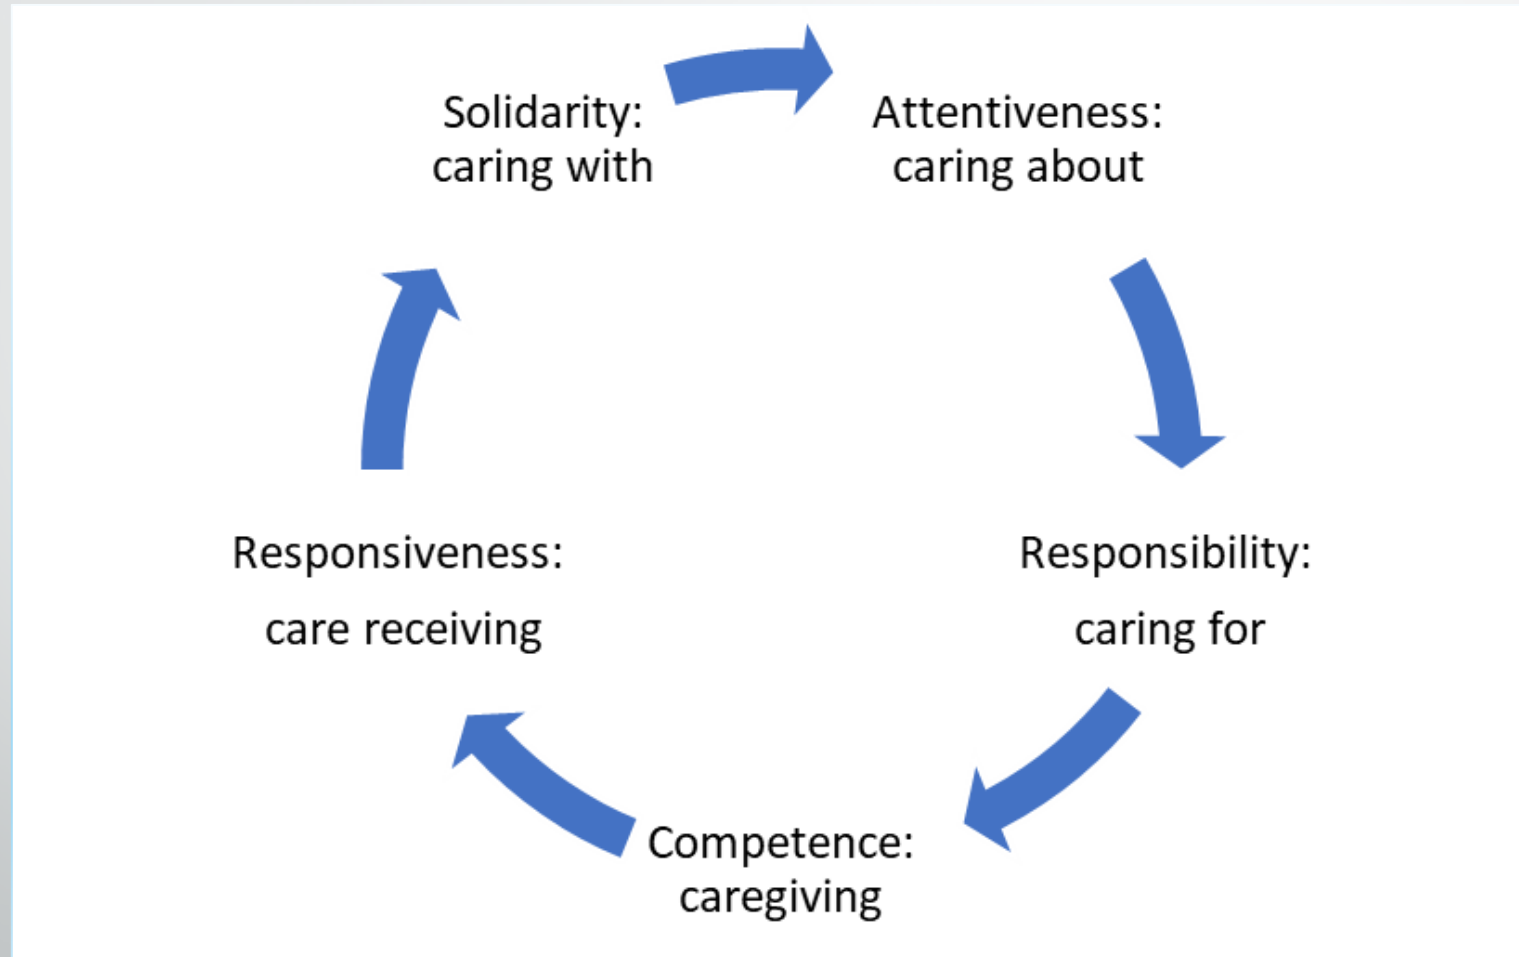 Solidarity:
caring with
Attentiveness:
caring about
Responsiveness:
care receiving
Responsibility:
caring for
Competence:
caregiving